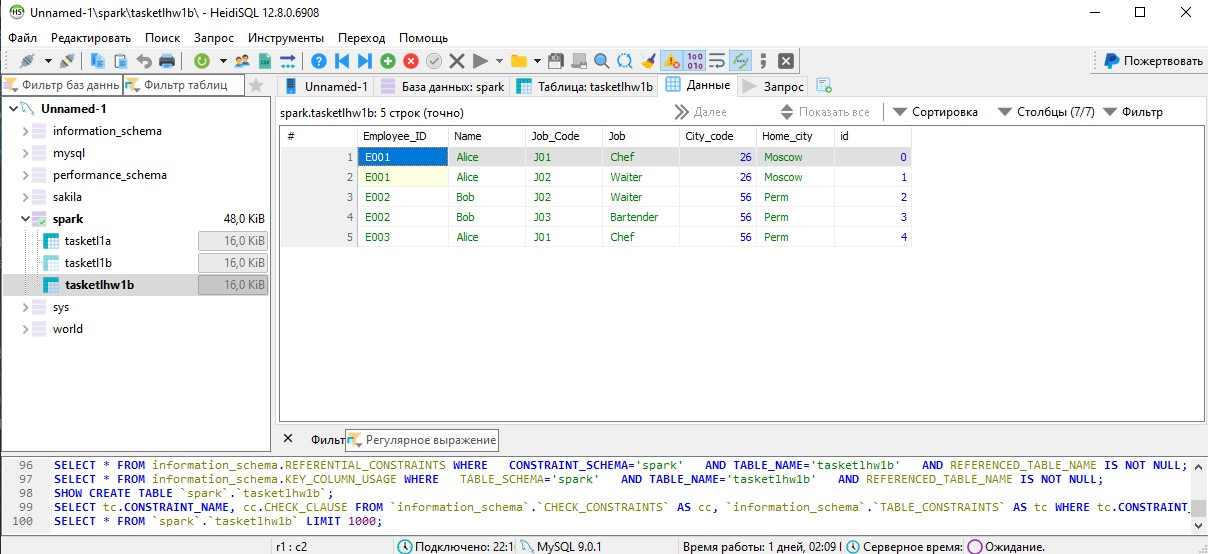 Unnamed-1\spark\tasketlhw1b\ - HeidiSQL 12.8.0.6908
Файл Редактировать Поиск Запрос Инструменты Переход Помощь
Пожертвовать
Фильтр баз даннь Фильтр таблиц
Unnamed-1 База данных: spark Таблица: tasketlhw1b Данные Запрос
Unnamed-1
information_schema
mysql
performance_schema
sakila
spark 48,0 KiB
tasketl1a 16,0 KiB
tasketl1b 16,0 KiB
tasketlhw1b 16,0 KiB
sys
world
spark.tasketlhw1b: 5 строк (точно) Далее Показать все Сортировка Столбцы (7/7) Фильтр
# Employee_ID Name Job_Code Job City_code Home_city id
1 E001 Alice J01 Chef 26 Moscow 0
2 E001 Alice J02 Waiter 26 Moscow 1
3 E002 Bob J02 Waiter 56 Perm 2
4 E002 Bob J03 Bartender 56 Perm 3
5 E003 Alice J01 Chef 56 Perm 4
Фильт Регулярное выражение
96 SELECT * FROM information_schema.REFERENTIAL_CONSTRAINTS WHERE CONSTRAINT_SCHEMA='spark' AND TABLE_NAME='tasketlhw1b' AND REFERENCED_TABLE_NAME IS NOT NULL;
97 SELECT * FROM information_schema.KEY_COLUMN_USAGE WHERE TABLE_SCHEMA='spark' AND TABLE_NAME='tasketlhw1b' AND REFERENCED_TABLE_NAME IS NOT NULL;
98 SHOW CREATE TABLE `spark`.`tasketlhw1b`;
99 SELECT tc.CONSTRAINT_NAME, cc.CHECK_CLAUSE FROM `information_schema`.`CHECK_CONSTRAINTS` AS cc, `information_schema`.`TABLE_CONSTRAINTS` AS tc WHERE tc.CONSTRAINT_
100 SELECT * FROM `spark`.`tasketlhw1b` LIMIT 1000;
r1 : c2 Подключено: 22:1 MySQL 9.0.1 Время работы: 1 дней, 02:09 Серверное время: Ожидание.